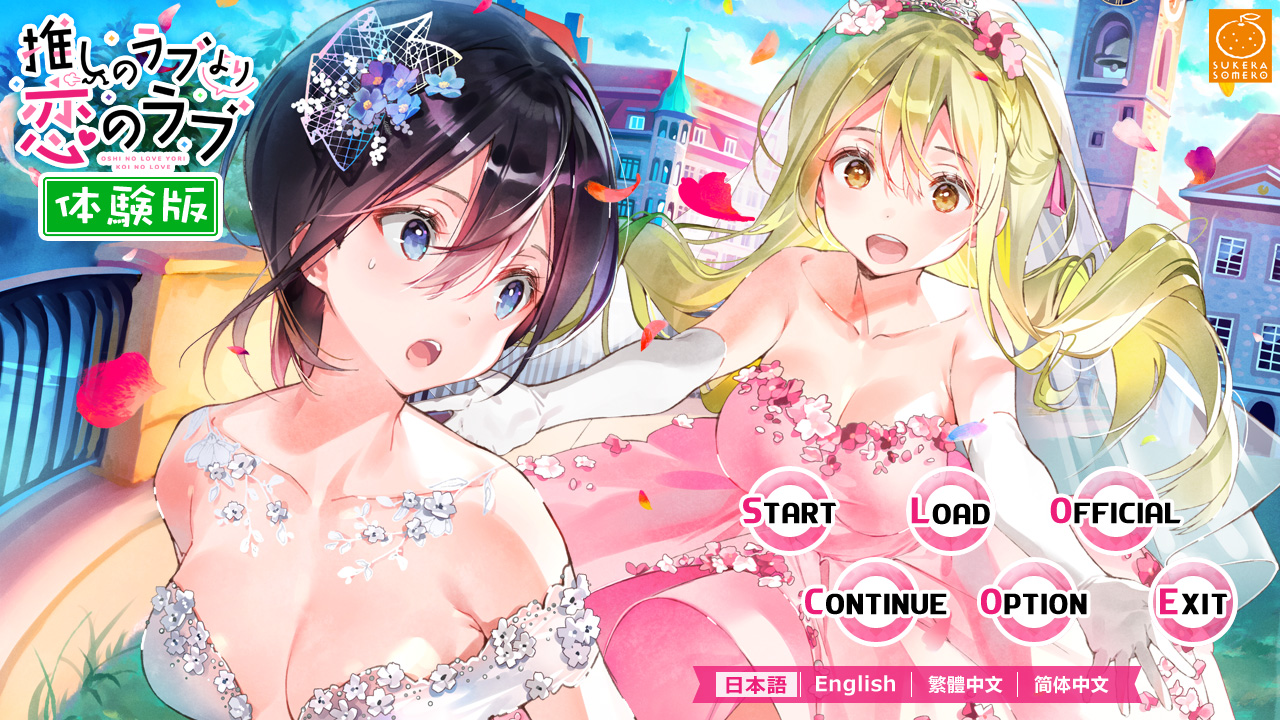 推しのラブより
恋のラブ
OSHI NO LOVE YORI
KOI NO LOVE
体験版
SUKERA
SOMERO
START
LOAD
OFFICIAL
CONTINUE
OPTION
EXIT
日本語
English
繁體中文
简体中文